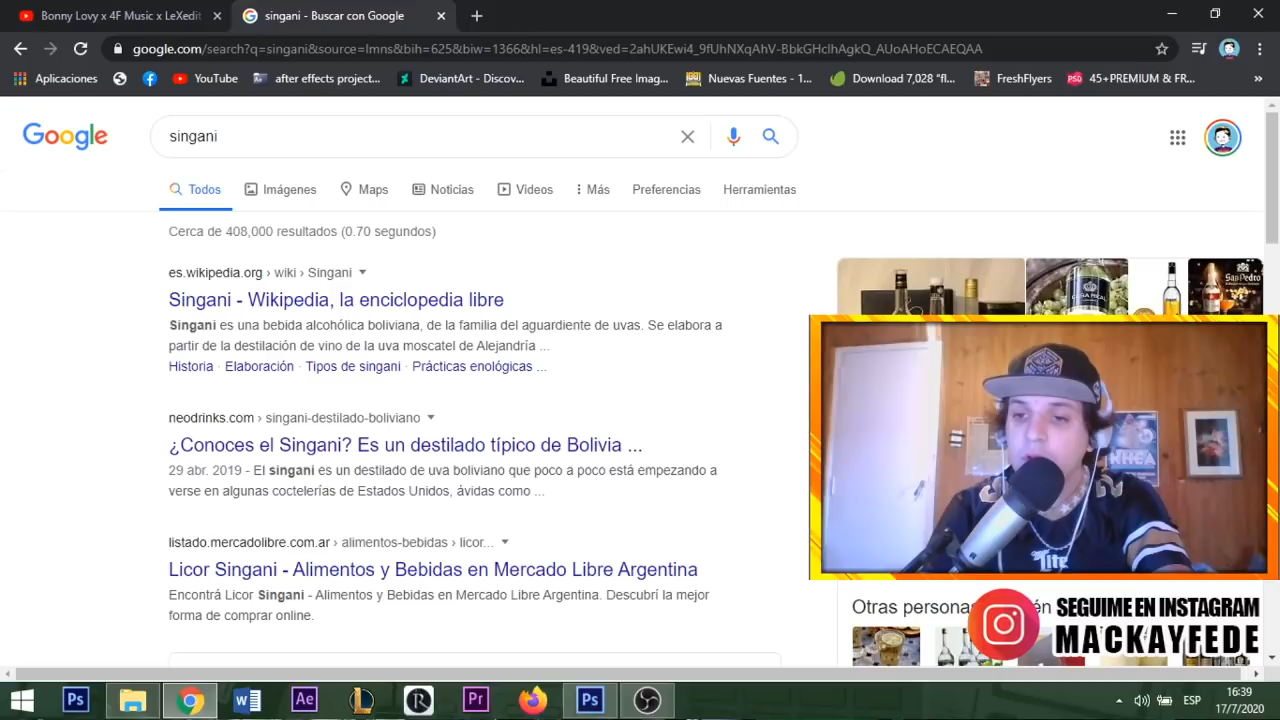 Bonny Lovy x 4F Music x LeXedit
singani - Buscar con Google
google.com/search?q=singani&source=lmns&bih=625&biw=1366&hl=es-419&ved=2ahUKEwi4_9fUhNXqAhV-BbkGHclhAgkQ_AUoAHoECAEQAA
Aplicaciones
YouTube
after effects project...
DeviantArt - Discov...
Beautiful Free Imag...
Nuevas Fuentes - 1...
Download 7,028 "fl...
FreshFlyers
45+PREMIUM & FR...
Google
singani
Todos
Imágenes
Maps
Noticias
Videos
Más
Preferencias
Herramientas
Cerca de 408,000 resultados (0.70 segundos)
es.wikipedia.org › wiki › Singani
Singani - Wikipedia, la enciclopedia libre
Singani es una bebida alcohólica boliviana, de la familia del aguardiente de uvas. Se elabora a
partir de la destilación de vino de la uva moscatel de Alejandría ...
Historia · Elaboración · Tipos de singani · Prácticas enológicas ...
neodrinks.com › singani-destilado-boliviano
¿Conoces el Singani? Es un destilado típico de Bolivia ...
29 abr. 2019 - El singani es un destilado de uva boliviano que poco a poco está empezando a
verse en algunas coctelerías de Estados Unidos, ávidas como ...
listado.mercadolibre.com.ar › alimentos-bebidas › licor...
Licor Singani - Alimentos y Bebidas en Mercado Libre Argentina
Encontrá Licor Singani - Alimentos y Bebidas en Mercado Libre Argentina. Descubrí la mejor
forma de comprar online.
SAN PEDRO
Otras persona
SEGUIME EN INSTAGRAM
MACKAYFEDE
Ps
W
Ae
L
R
Pr
Ps
ESP
16:39
17/7/2020